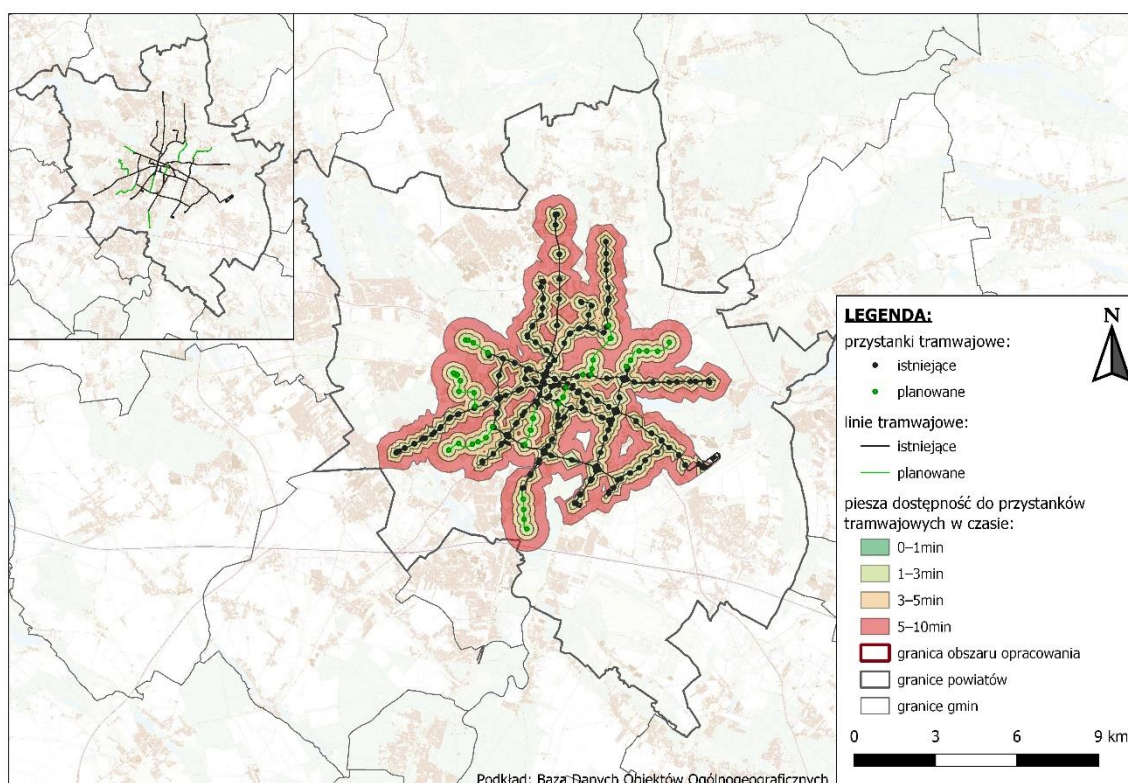 LEGENDA:
N
przystanki tramwajowe:
istniejące
planowane
linie tramwajowe:
istniejące
planowane
piesza dostępność do przystanków
tramwajowych w czasie:
0–1min
1–3min
3–5min
5–10min
granica obszaru opracowania
granice powiatów
granice gmin
0 3 6 9 km
Podkład: Baza Danych Obiektów Ogólnogeograficznych